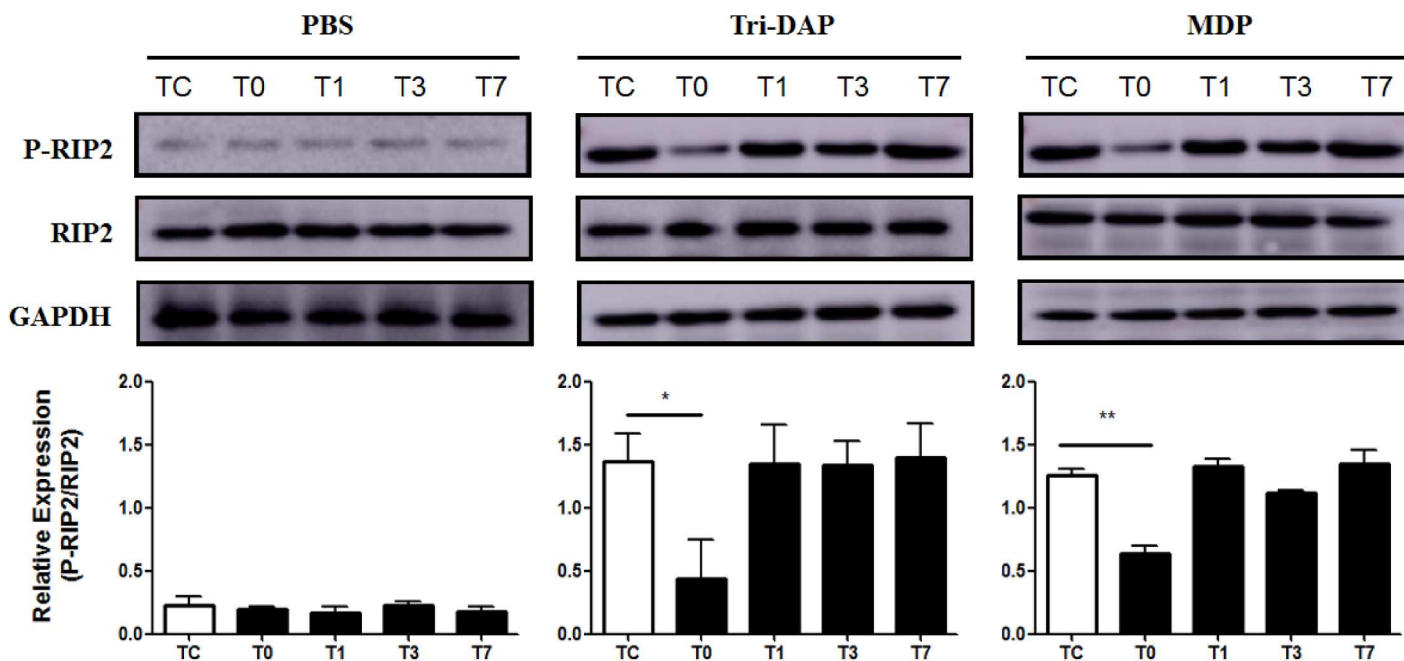 PBS Tri-DAP MDP
TC T0 T1 T3 T7 TC T0 T1 T3 T7 TC T0 T1 T3 T7
P-RIP2
RIP2
GAPDH
Relative Expression
(P-RIP2/RIP2)
2.0
1.5
1.0
0.5
0.0
TC T0 T1 T3 T7
2.0
1.5
1.0
0.5
0.0
*
TC T0 T1 T3 T7
2.0
1.5
1.0
0.5
0.0
**
TC T0 T1 T3 T7